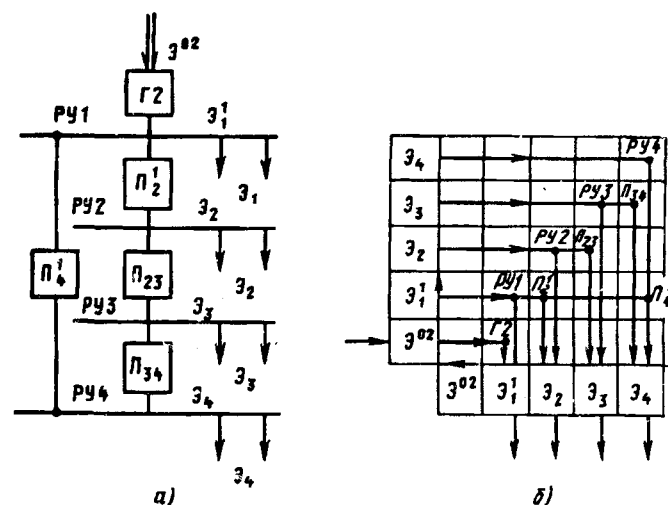 Э⁰²
Г2
РУ1
Э₁¹
П₂¹
Э₁
РУ2
Э₂
П₄¹
П₂₃
Э₂
РУ3
Э₃
П₃₄
Э₃
РУ4
Э₄
Э₄
а)
Э₄
РУ4
Э₃
РУ3
П₃₄
Э₂
РУ2
П₂₃
Э₁¹
РУ1
Э⁰²
Г2
Э⁰²
Э₁¹
Э₂
Э₃
Э₄
б)